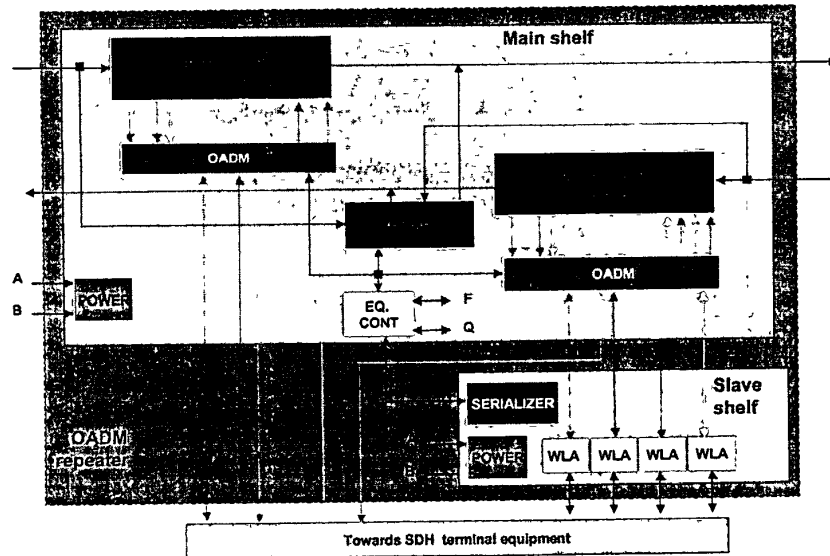 Main shelf
OADM
OADM
A
B
POWER
EQ.
CONT
F
Q
Slave
shelf
SERIALIZER
POWER
WLA
WLA
WLA
WLA
OADM
repeater
Towards SDH terminal equipment